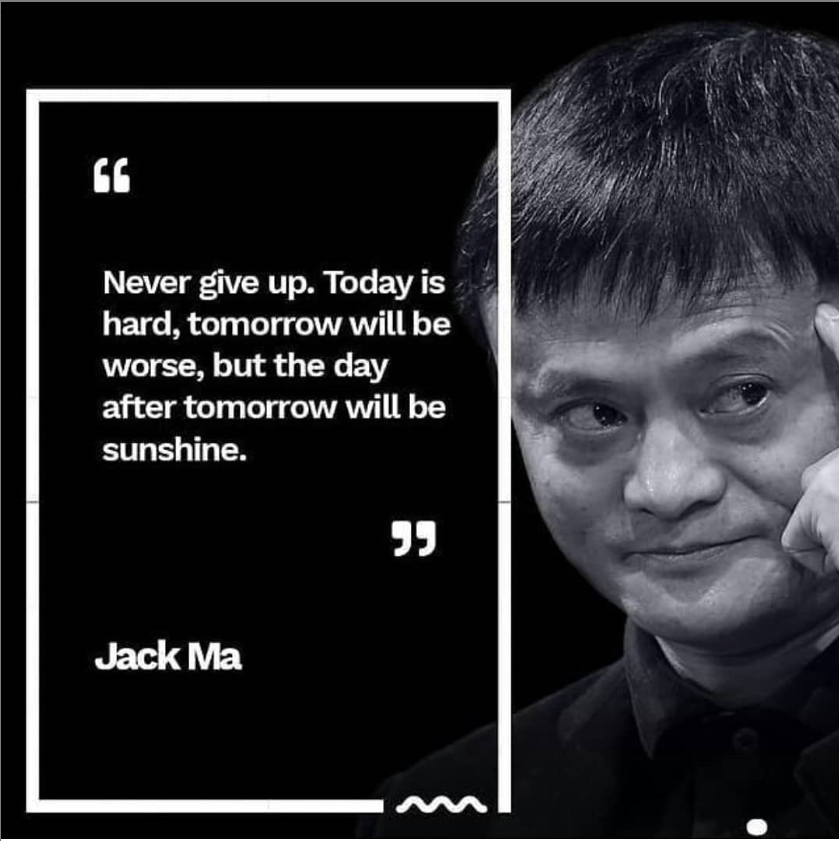 “
Never give up. Today is
hard, tomorrow will be
worse, but the day
after tomorrow will be
sunshine.
”
Jack Ma